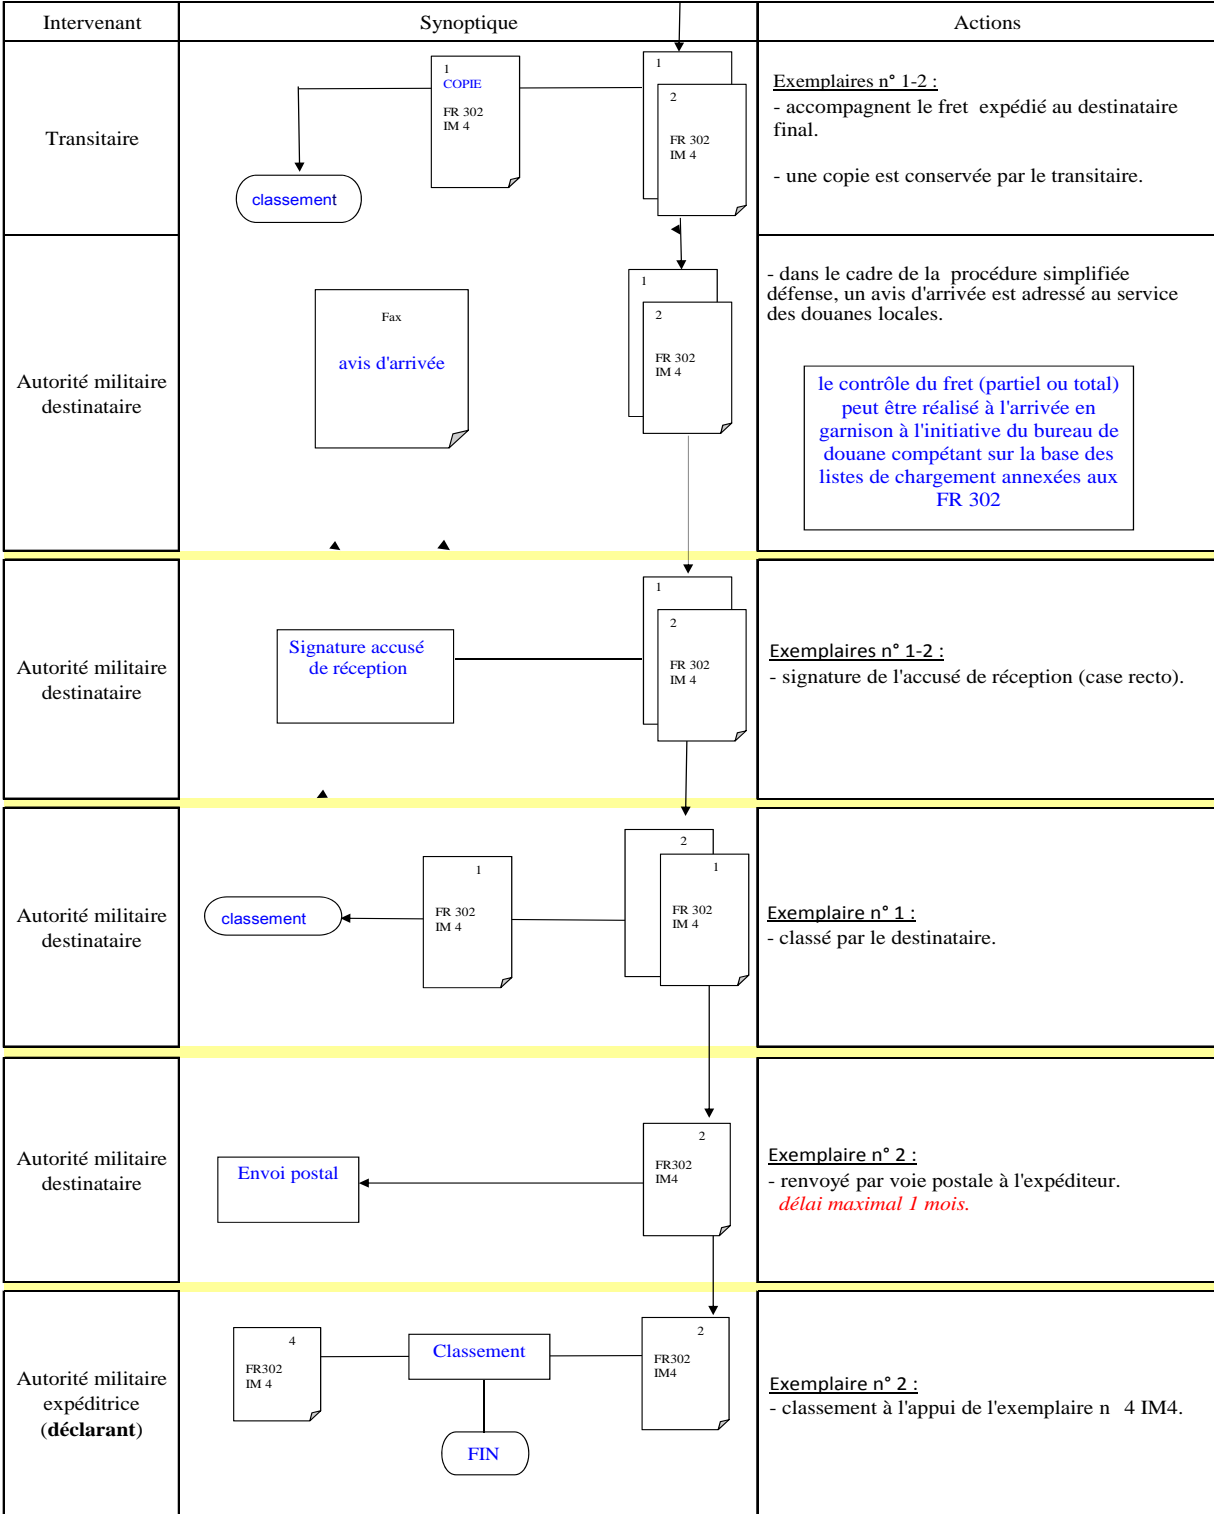 Intervenant
Synoptique
Actions
Transitaire
1
COPIE
FR 302
IM 4
classement
1
2
FR 302
IM 4
Exemplaires n° 1-2 :
- accompagnent le fret expédié au destinataire
final.
- une copie est conservée par le transitaire.
Autorité militaire
destinataire
Fax
avis d'arrivée
1
2
FR 302
IM 4
- dans le cadre de la procédure simplifiée
défense, un avis d'arrivée est adressé au service
des douanes locales.
le contrôle du fret (partiel ou total)
peut être réalisé à l'arrivée en
garnison à l'initiative du bureau de
douane compétant sur la base des
listes de chargement annexées aux
FR 302
Autorité militaire
destinataire
Signature accusé
de réception
1
2
FR 302
IM 4
Exemplaires n° 1-2 :
- signature de l'accusé de réception (case recto).
Autorité militaire
destinataire
classement
1
FR 302
IM 4
2
1
FR 302
IM 4
Exemplaire n° 1 :
- classé par le destinataire.
Autorité militaire
destinataire
Envoi postal
2
FR302
IM4
Exemplaire n° 2 :
- renvoyé par voie postale à l'expéditeur.
délai maximal 1 mois.
Autorité militaire
expéditrice
(déclarant)
4
FR302
IM 4
Classement
FIN
2
FR302
IM4
Exemplaire n° 2 :
- classement à l'appui de l'exemplaire n 4 IM4.